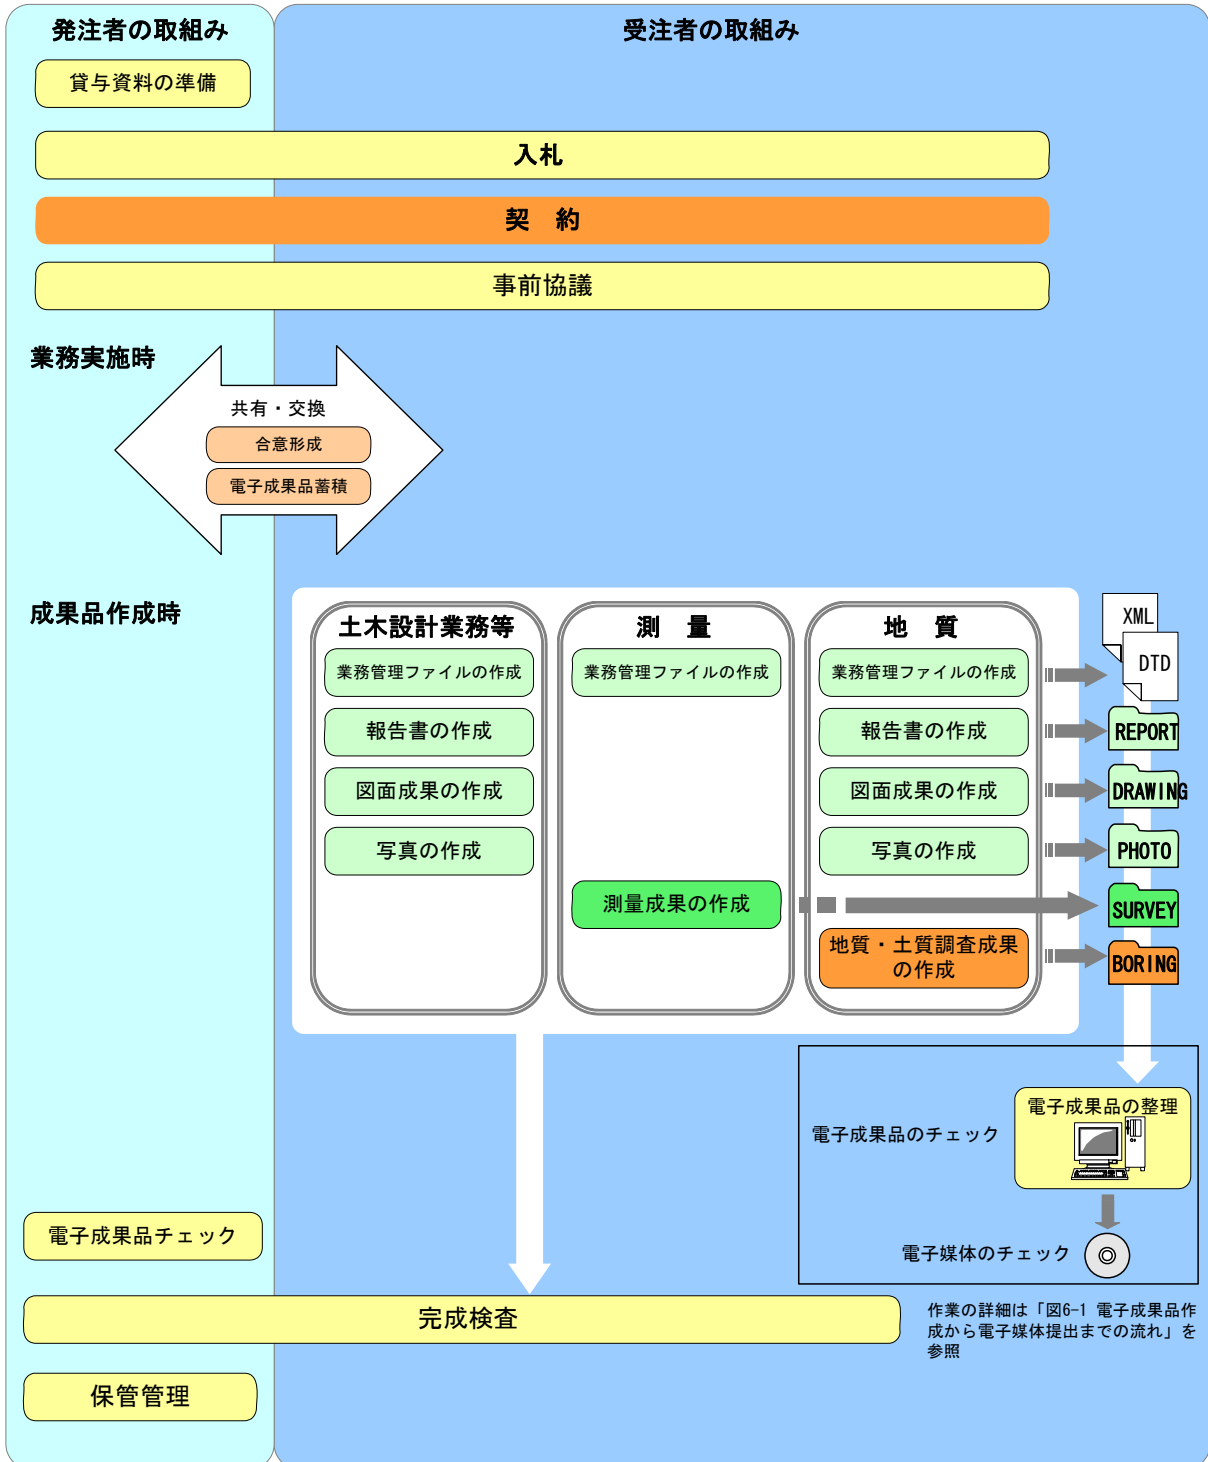 発注者の取組み
受注者の取組み
貸与資料の準備
入札
契　約
事前協議
業務実施時
共有・交換
合意形成
電子成果品蓄積
成果品作成時
土木設計業務等
業務管理ファイルの作成
報告書の作成
図面成果の作成
写真の作成
測　量
業務管理ファイルの作成
測量成果の作成
地　質
業務管理ファイルの作成
報告書の作成
図面成果の作成
写真の作成
地質・土質調査成果
の作成
XML
DTD
REPORT
DRAWING
PHOTO
SURVEY
BORING
電子成果品の整理
電子成果品のチェック
電子媒体のチェック
電子成果品チェック
完成検査
作業の詳細は「図6-1 電子成果品作
成から電子媒体提出までの流れ」を
参照
保管管理